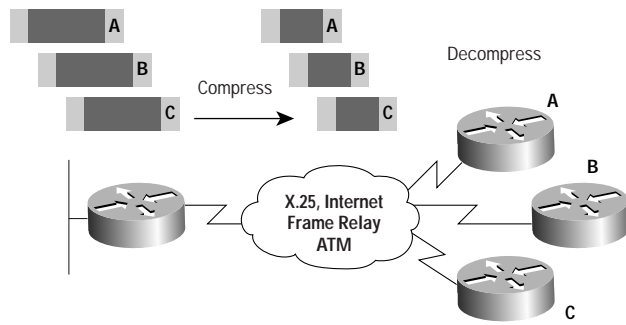 A
A
B
B
C
C
Compress
Decompress
A
B
C
X.25, Internet
Frame Relay
ATM